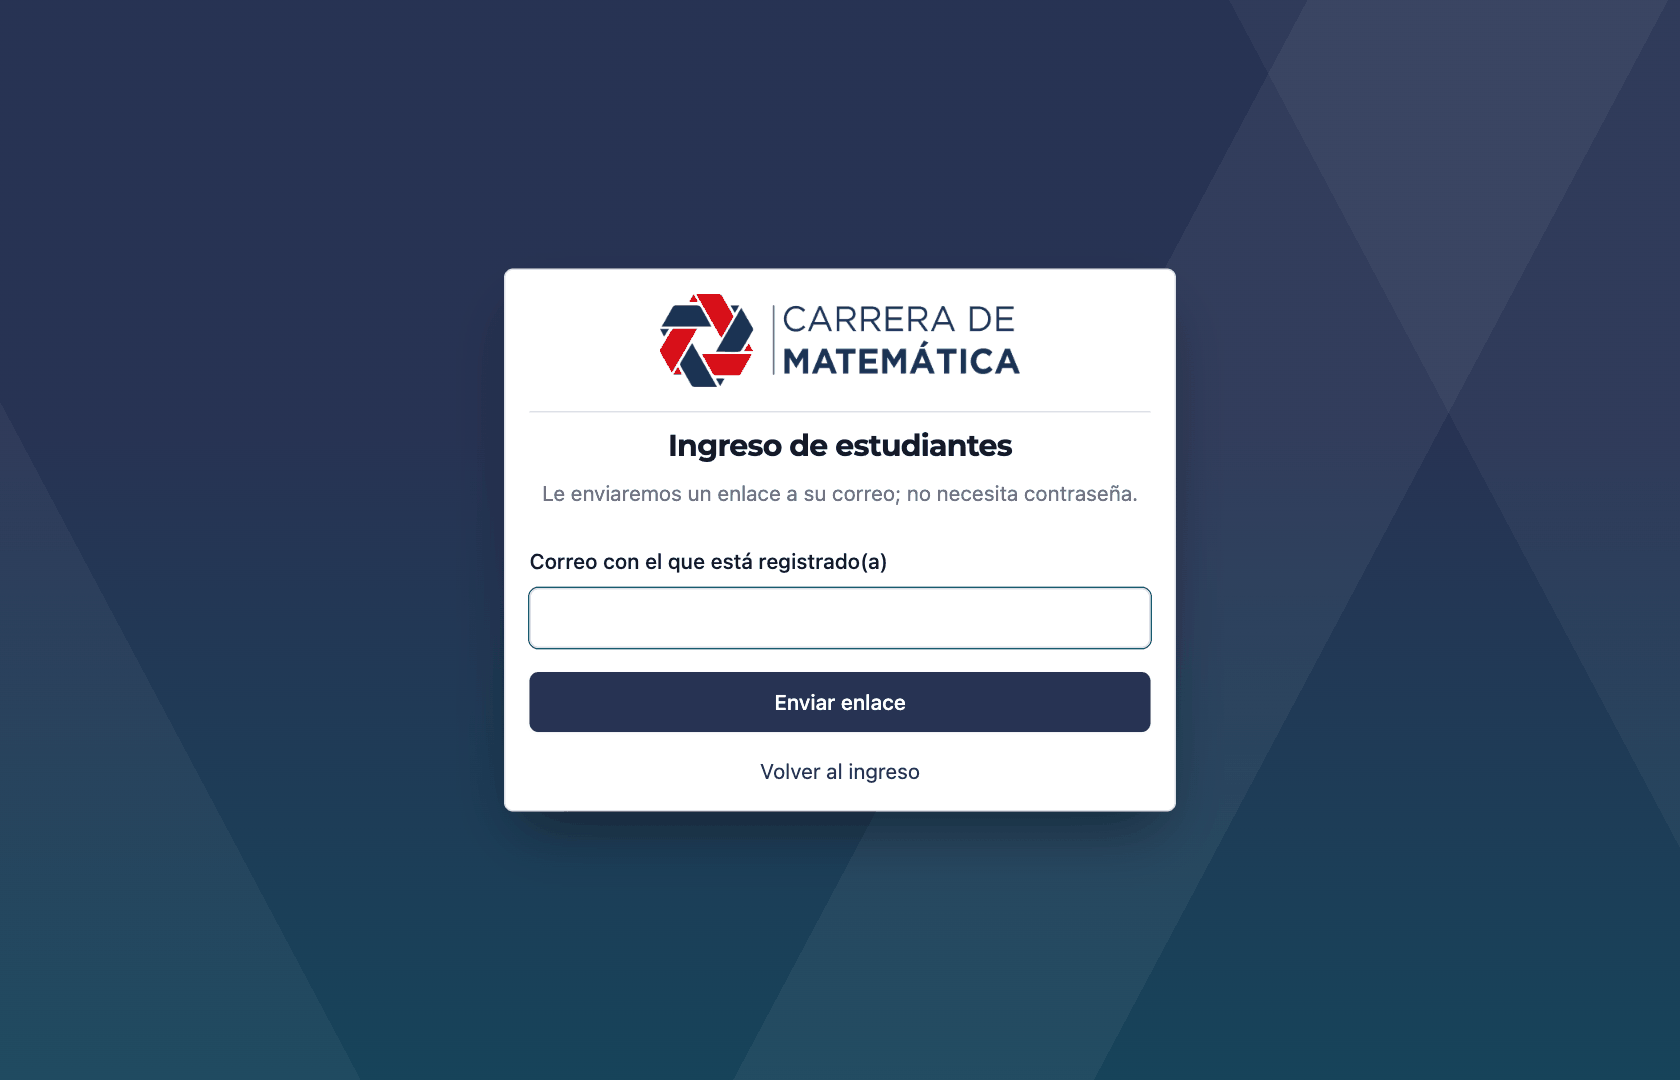 CARRERA DE
MATEMÁTICA
Ingreso de estudiantes
Le enviaremos un enlace a su correo; no necesita contraseña.
Correo con el que está registrado(a)
Enviar enlace
Volver al ingreso